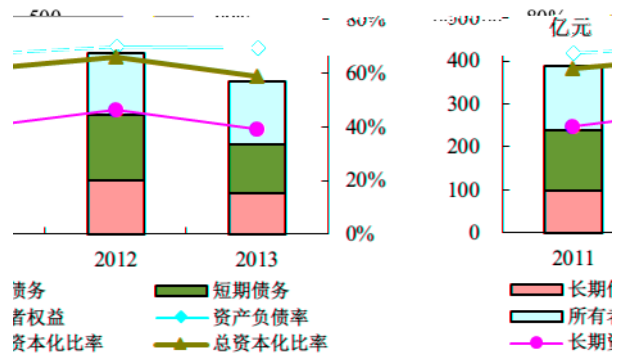 80%
60%
40%
20%
0%
2012
2013
债务
短期债务
者权益
资产负债率
资本化比率
总资本化比率
亿元
400
300
200
100
0
2011
长期
所有
长期